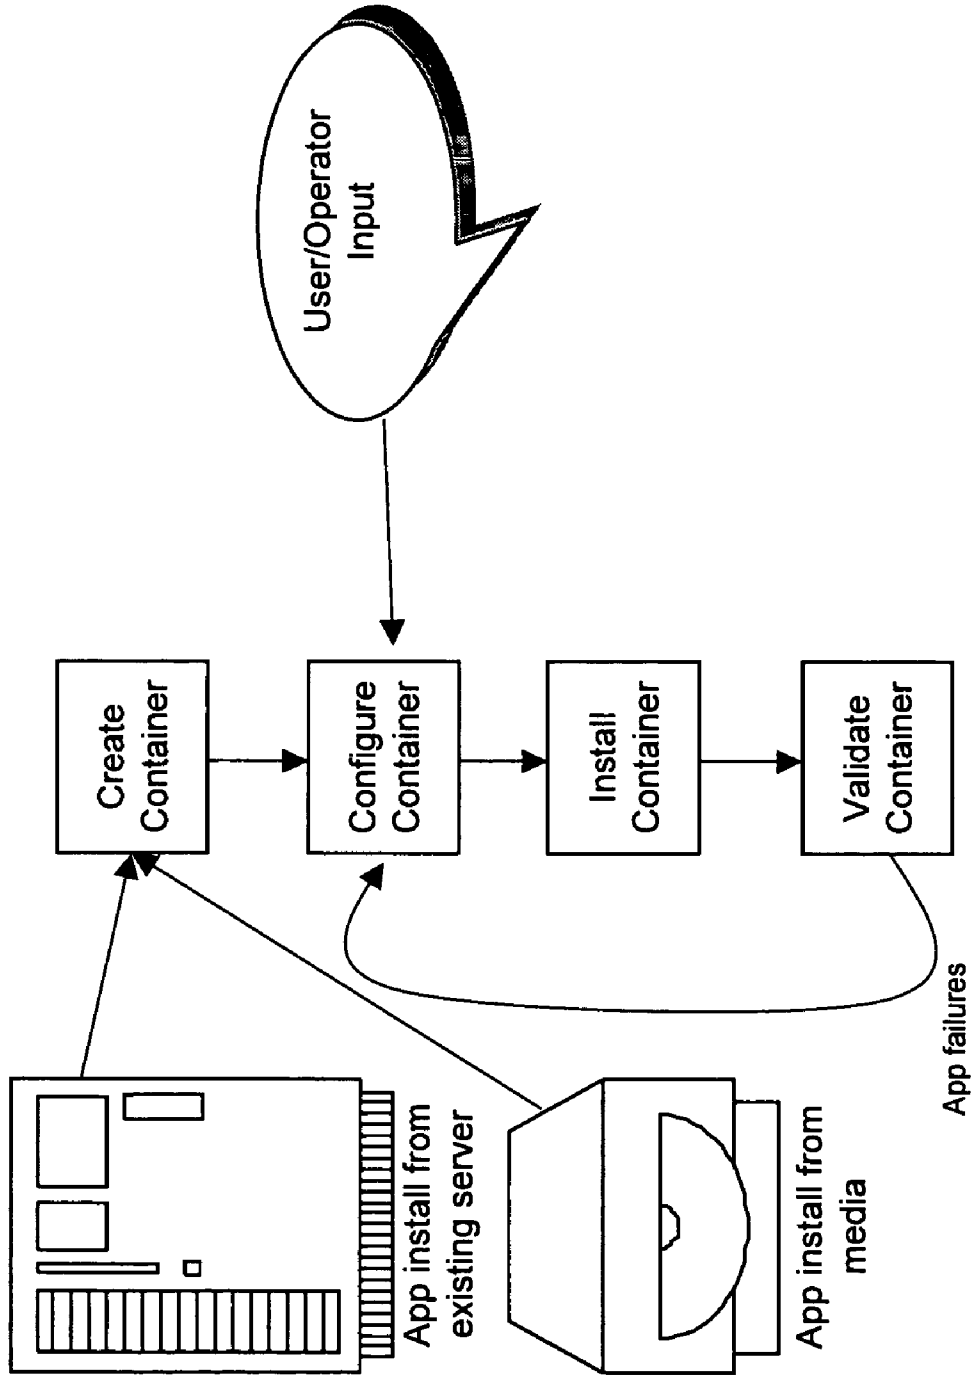 App install from
existing server
App install from
media
Create
Container
Configure
Container
Install
Container
Validate
Container
App failures
User/Operator
Input